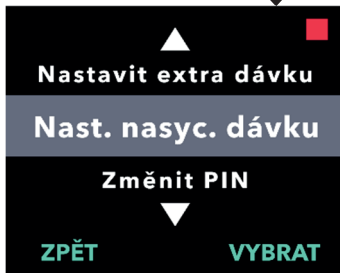 Nastavit extra dávku
Nast. nasyc. dávku
Změnit PIN
ZPĚT VYBRAT